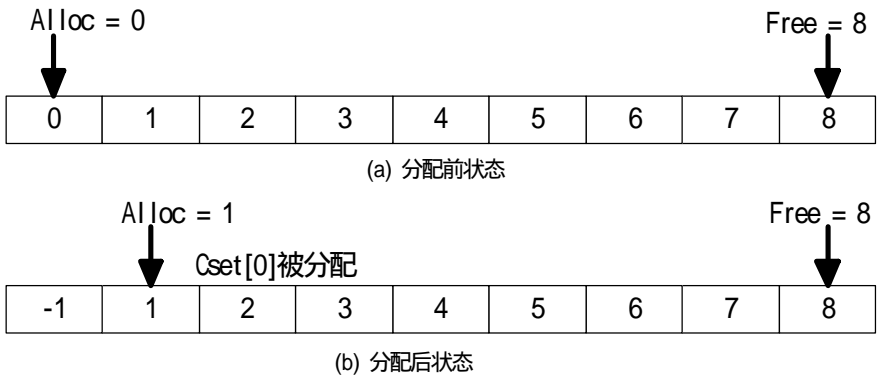 Alloc = 0 Free = 8
0 1 2 3 4 5 6 7 8
(a) 分配前状态
Alloc = 1 Free = 8
Cset[0]被分配
-1 1 2 3 4 5 6 7 8
(b) 分配后状态